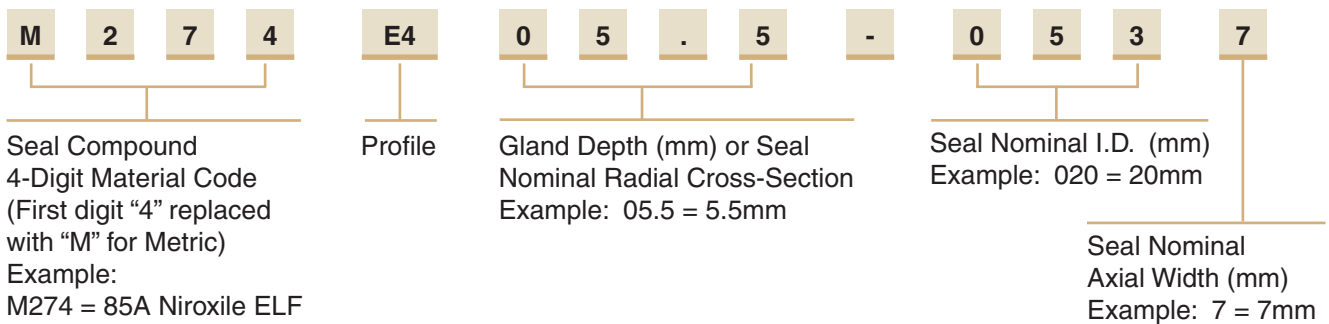 M 2 7 4 E4 0 5 . 5 - 0 5 3 7
Seal Compound
4-Digit Material Code
(First digit “4” replaced
with “M” for Metric)
Example:
M274 = 85A Niroxile ELF
Profile
Gland Depth (mm) or Seal
Nominal Radial Cross-Section
Example: 05.5 = 5.5mm
Seal Nominal I.D. (mm)
Example: 020 = 20mm
Seal Nominal
Axial Width (mm)
Example: 7 = 7mm